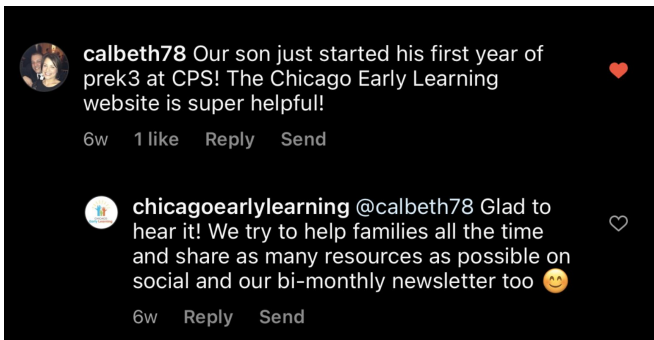 calbeth78 Our son just started his first year of
prek3 at CPS! The Chicago Early Learning
website is super helpful!
6w 1 like Reply Send
chicagoearlylearning @calbeth78 Glad to
hear it! We try to help families all the time
and share as many resources as possible on
social and our bi-monthly newsletter too 😊
6w Reply Send